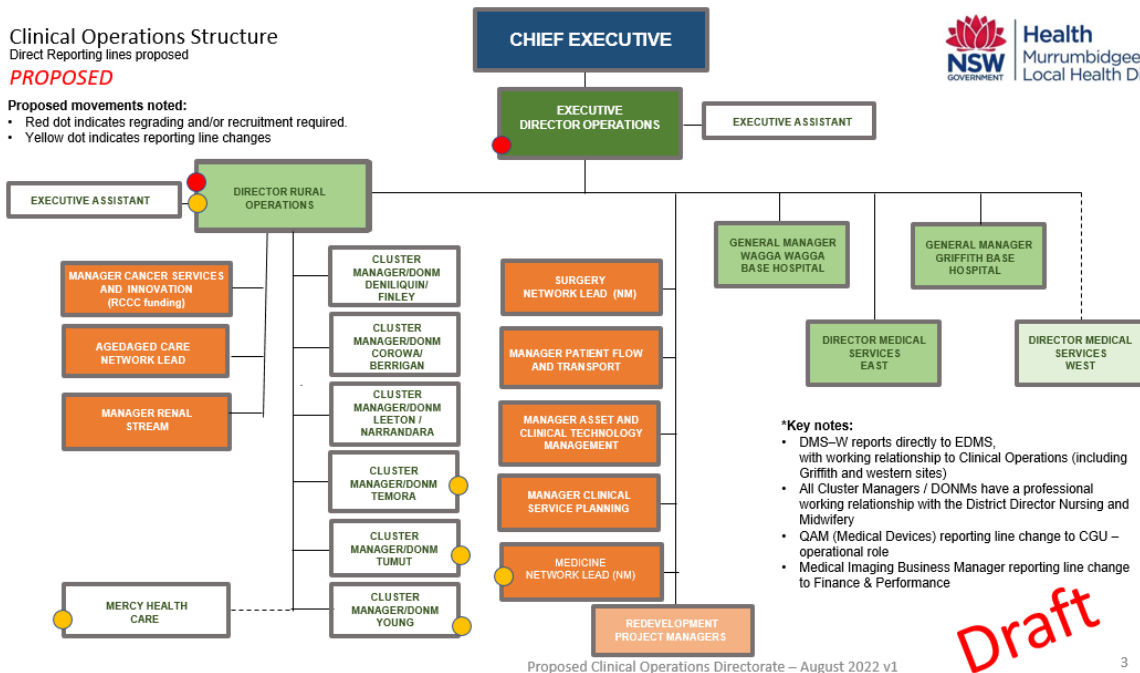 Clinical Operations Structure
Direct Reporting lines proposed
PROPOSED
Proposed movements noted:
• Red dot indicates regrading and/or recruitment required.
• Yellow dot indicates reporting line changes
CHIEF EXECUTIVE
NSW
GOVERNMENT
Health
Murrumbidgee
Local Health Di
EXECUTIVE
DIRECTOR OPERATIONS
EXECUTIVE ASSISTANT
EXECUTIVE ASSISTANT
DIRECTOR RURAL
OPERATIONS
MANAGER CANCER SERVICES
AND INNOVATION
(RCCC funding)
AGEDAGED CARE
NETWORK LEAD
MANAGER RENAL
STREAM
MERCY HEALTH
CARE
CLUSTER
MANAGER/DONM
DENILIQUIN/
FINLEY
CLUSTER
MANAGER/DONM
COROWA/
BERRIGAN
CLUSTER
MANAGER/DONM
LEETON /
NARRANDARA
CLUSTER
MANAGER/DONM
TEMORA
CLUSTER
MANAGER/DONM
TUMUT
CLUSTER
MANAGER/DONM
YOUNG
SURGERY
NETWORK LEAD (NM)
MANAGER PATIENT FLOW
AND TRANSPORT
MANAGER ASSET AND
CLINICAL TECHNOLOGY
MANAGEMENT
MANAGER CLINICAL
SERVICE PLANNING
MEDICINE
NETWORK LEAD (NM)
REDEVELOPMENT
PROJECT MANAGERS
GENERAL MANAGER
WAGGA WAGGA
BASE HOSPITAL
GENERAL MANAGER
GRIFFITH BASE
HOSPITAL
DIRECTOR MEDICAL
SERVICES
EAST
DIRECTOR MEDICAL
SERVICES
WEST
*Key notes:
• DMS–W reports directly to EDMS,
with working relationship to Clinical Operations (including
Griffith and western sites)
• All Cluster Managers / DONMs have a professional
working relationship with the District Director Nursing and
Midwifery
• QAM (Medical Devices) reporting line change to CGU –
operational role
• Medical Imaging Business Manager reporting line change
to Finance & Performance
Draft
Proposed Clinical Operations Directorate – August 2022 v1
3